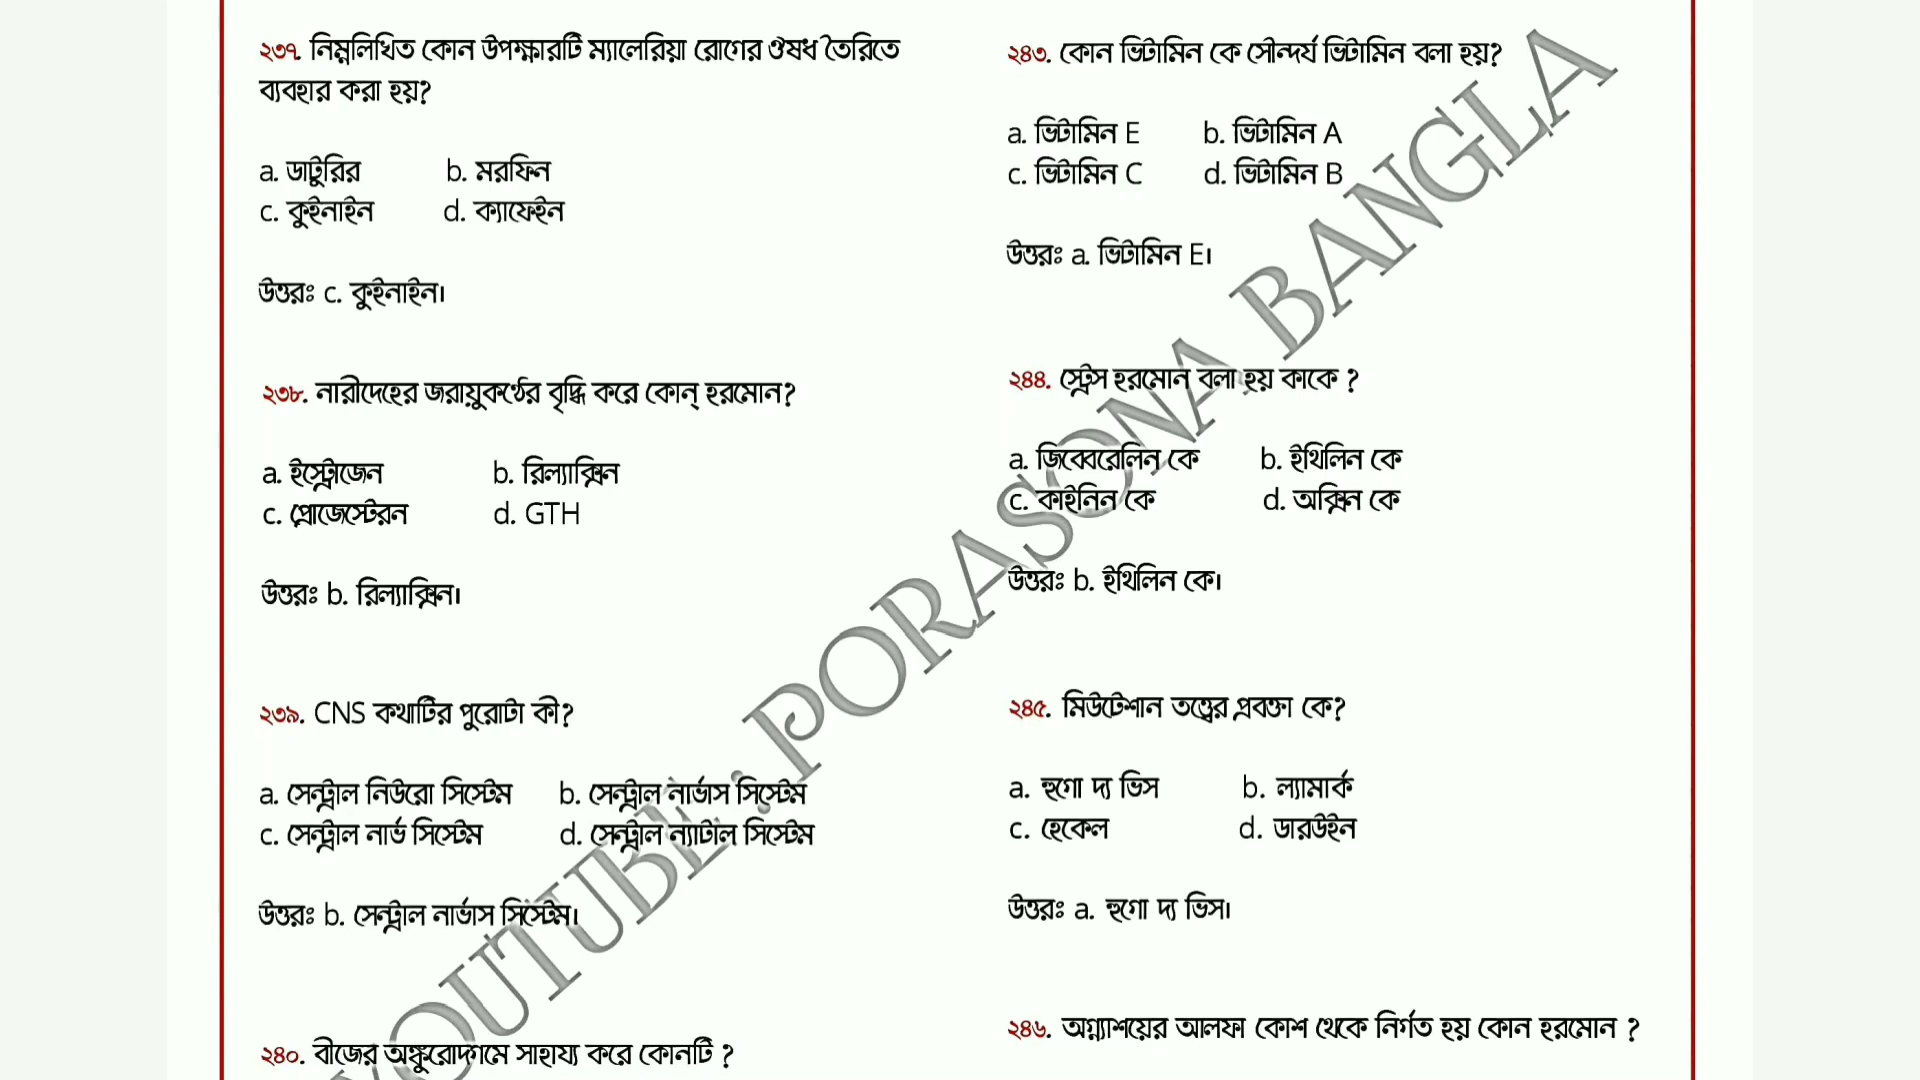 ২৩৭. নিম্নলিখিত কোন উপক্ষারটি ম্যালেরিয়া রোগের ঔষধ তৈরিতে
ব্যবহার করা হয়?
a. ডাটুরির b. মরফিন
c. কুইনাইন d. ক্যাফেইন
উত্তরঃ c. কুইনাইন।
২৩৮. নারীদেহের জরায়ুকণ্ঠের বৃদ্ধি করে কোন্ হরমোন?
a. ইস্ট্রোজেন b. রিল্যাক্সিন
c. প্রোজেস্টেরন d. GTH
উত্তরঃ b. রিল্যাক্সিন।
২৩৯. CNS কথাটির পুরোটা কী?
a. সেন্ট্রাল নিউরো সিস্টেম b. সেন্ট্রাল নার্ভাস সিস্টেম
c. সেন্ট্রাল নার্ভ সিস্টেম d. সেন্ট্রাল ন্যাটাল সিস্টেম
উত্তরঃ b. সেন্ট্রাল নার্ভাস সিস্টেম।
২৪০. বীজের অঙ্কুরোদ্গমে সাহায্য করে কোনটি ?
২৪৩. কোন ভিটামিন কে সৌন্দর্য ভিটামিন বলা হয়?
a. ভিটামিন E b. ভিটামিন A
c. ভিটামিন C d. ভিটামিন B
উত্তরঃ a. ভিটামিন E।
২৪৪. স্ট্রেস হরমোন বলা হয় কাকে ?
a. জিব্বেরেলিন কে b. ইথিলিন কে
c. কাইনিন কে d. অক্সিন কে
উত্তরঃ b. ইথিলিন কে।
২৪৫. মিউটেশান তত্ত্বের প্রবক্তা কে?
a. হুগো দ্য ভ্রিস b. ল্যামার্ক
c. হেকেল d. ডারউইন
উত্তরঃ a. হুগো দ্য ভ্রিস।
২৪৬. অগ্ন্যাশয়ের আলফা কোশ থেকে নির্গত হয় কোন হরমোন ?
YOUTUBE : PORASONA BANGLA